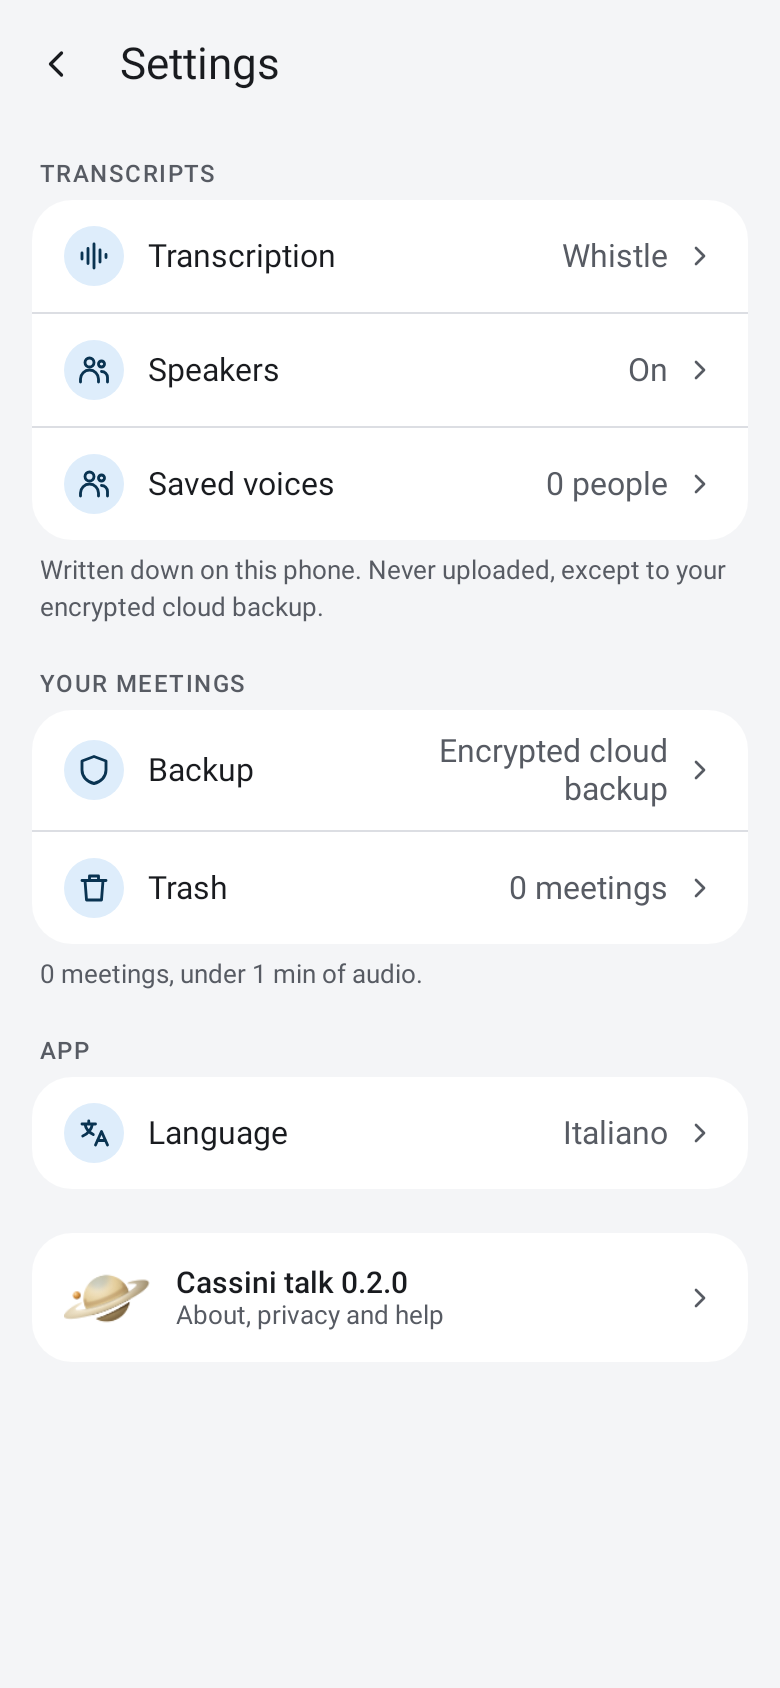 Settings
TRANSCRIPTS
Transcription Whistle
Speakers On
Saved voices 0 people
Written down on this phone. Never uploaded, except to your
encrypted cloud backup.
YOUR MEETINGS
Backup Encrypted cloud
backup
Trash 0 meetings
0 meetings, under 1 min of audio.
APP
Language Italiano
Cassini talk 0.2.0
About, privacy and help